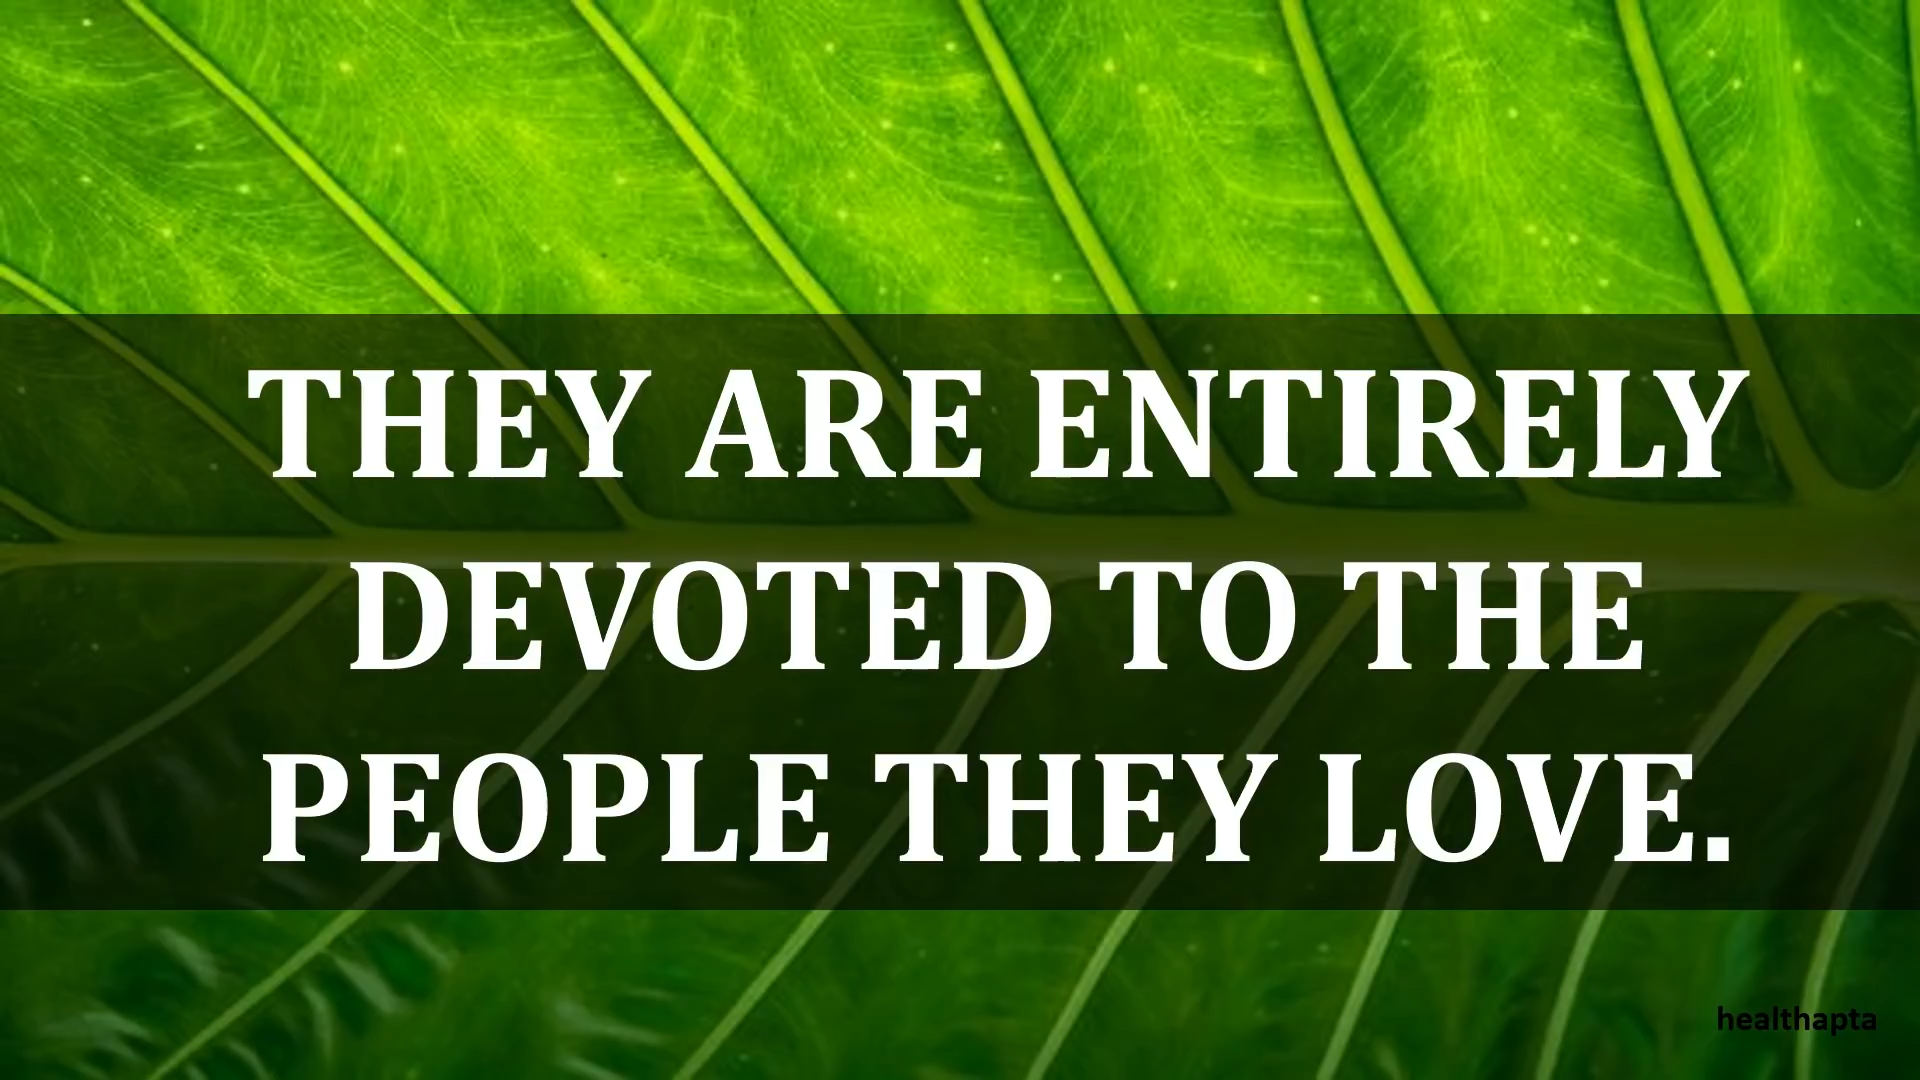 THEY ARE ENTIRELY
DEVOTED TO THE
PEOPLE THEY LOVE.
healthapta